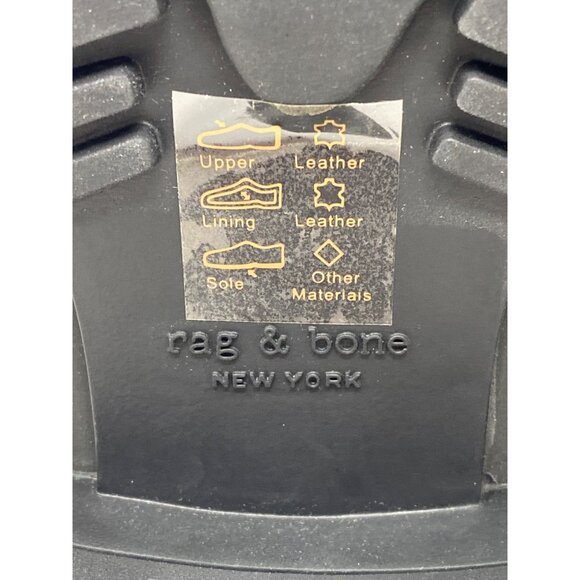 Upper Leather
Lining Leather
Sole Other
Materials
rag & bone
NEW YORK